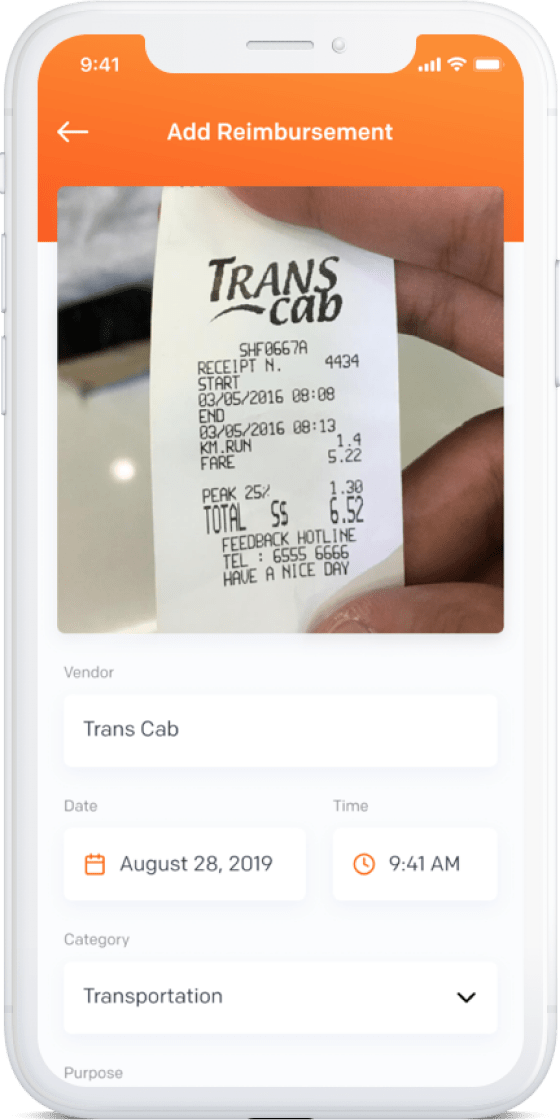 9:41
Add Reimbursement
TRANS
cab
SHF0667A
RECEIPT N. 4434
START
03/05/2016 08:08
END
03/05/2016 08:13
KM.RUN 1.4
FARE 5.22
PEAK 25% 1.30
TOTAL S$ 6.52
FEEDBACK HOTLINE
TEL : 6555 6666
HAVE A NICE DAY
Vendor
Trans Cab
Date Time
August 28, 2019 9:41 AM
Category
Transportation
Purpose